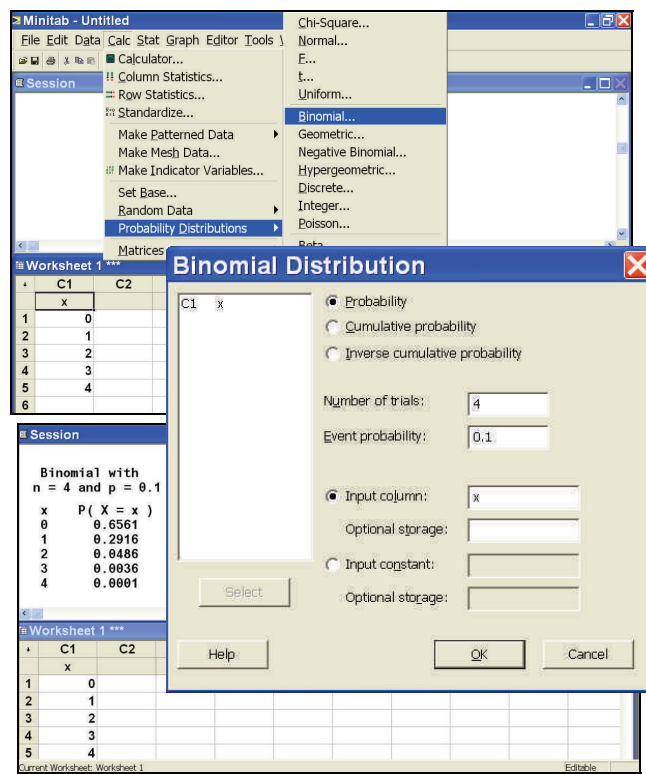 Minitab - Untitled
File Edit Data Calc Stat Graph Editor Tools
Calculator...
Column Statistics...
Row Statistics...
Standardize...
Make Patterned Data
Make Mesh Data...
Make Indicator Variables...
Set Base...
Random Data
Probability Distributions
Matrices
Chi-Square...
Normal...
F...
t...
Uniform...
Binomial...
Geometric...
Negative Binomial...
Hypergeometric...
Discrete...
Integer...
Poisson...
Beta
Session
Worksheet 1 ***
C1 C2
x
1 0
2 1
3 2
4 3
5 4
6
Binomial Distribution
C1 x
Probability
Cumulative probability
Inverse cumulative probability
Number of trials: 4
Event probability: 0.1
Input column: x
Optional storage:
Input constant:
Optional storage:
Select
Help OK Cancel
Session
Binomial with
n = 4 and p = 0.1
x P( X = x )
0 0.6561
1 0.2916
2 0.0486
3 0.0036
4 0.0001
Worksheet 1 ***
C1 C2
x
1 0
2 1
3 2
4 3
5 4
Current Worksheet: Worksheet 1 Editable